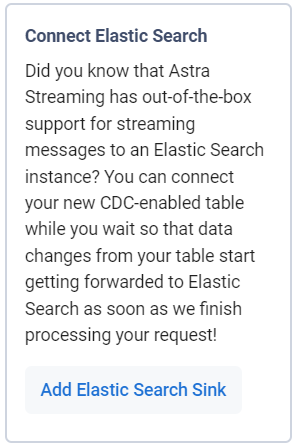 Connect Elastic Search
Did you know that Astra
Streaming has out-of-the-box
support for streaming
messages to an Elastic Search
instance? You can connect
your new CDC-enabled table
while you wait so that data
changes from your table start
getting forwarded to Elastic
Search as soon as we finish
processing your request!
Add Elastic Search Sink